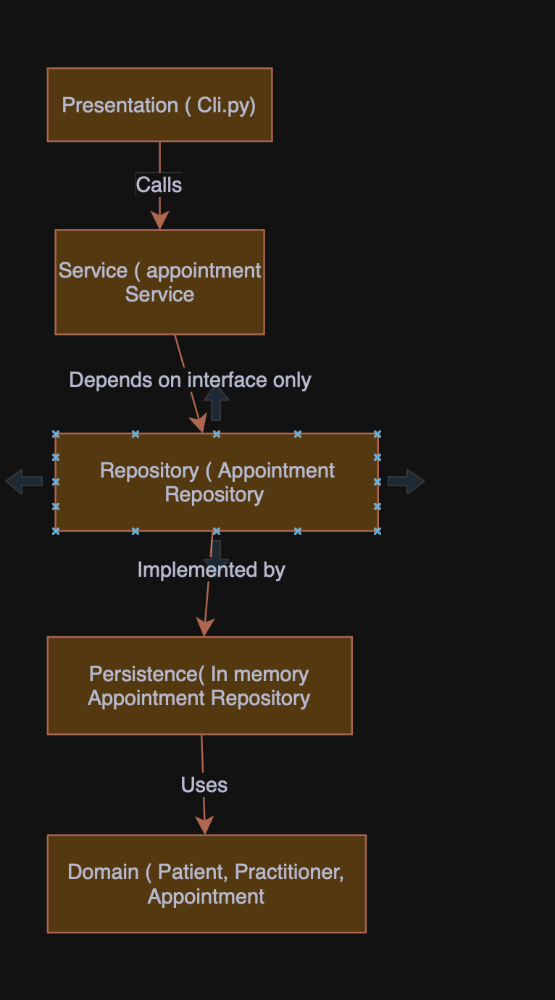 Presentation ( Cli.py)
Calls
Service ( appointment
Service
Depends on interface only
Repository ( Appointment
Repository
Implemented by
Persistence( In memory
Appointment Repository
Uses
Domain ( Patient, Practitioner,
Appointment